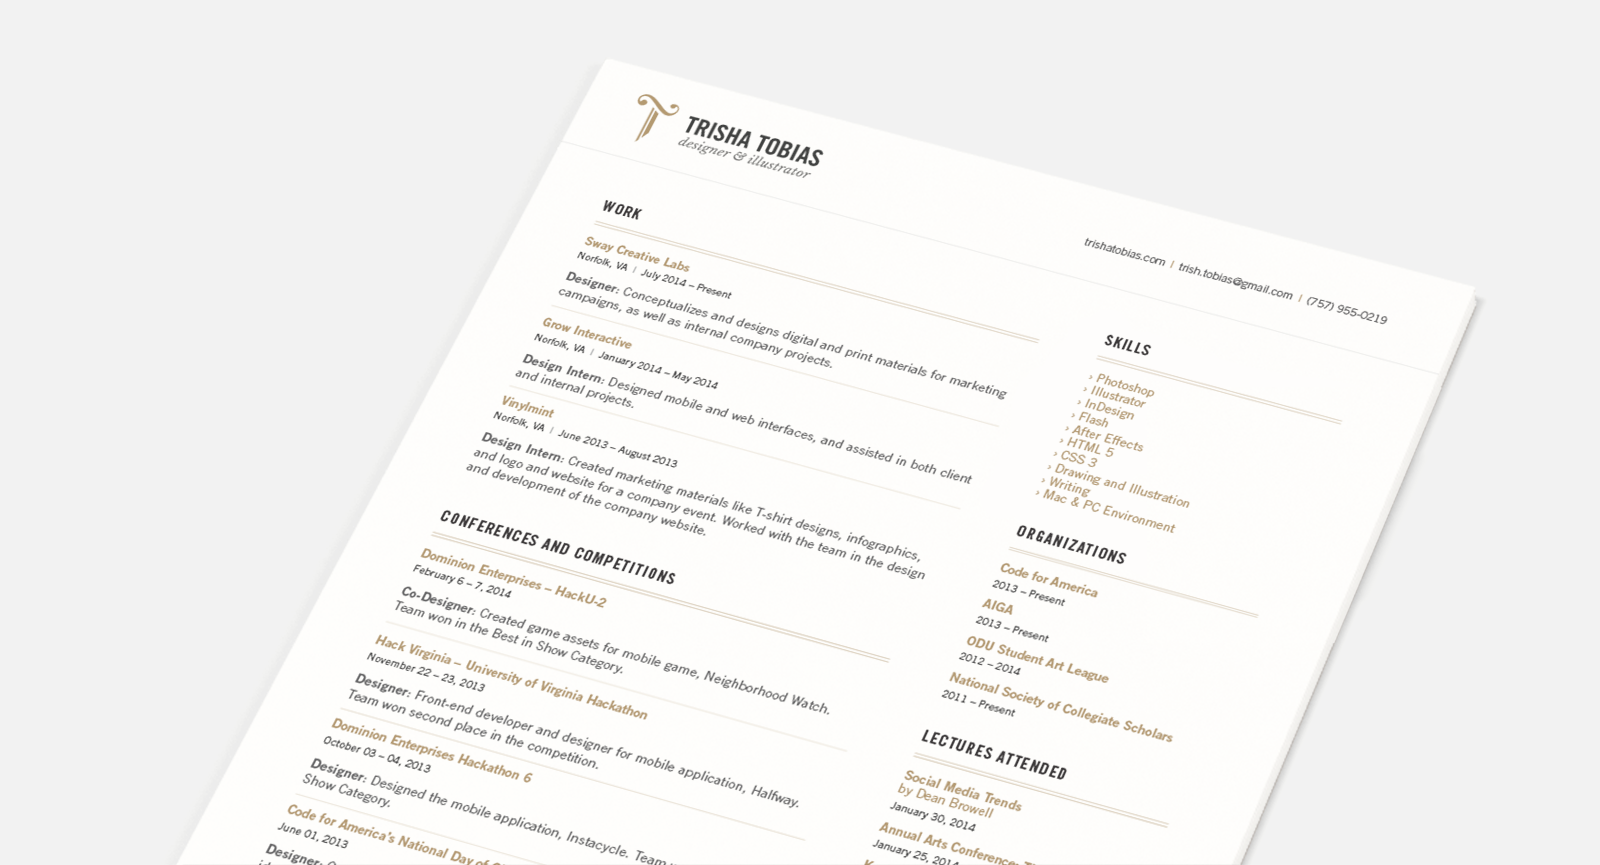 TRISHA TOBIAS
designer & illustrator
trishatobias.com | trish.tobias@gmail.com | (757) 955-0219
WORK
Sway Creative Labs
Norfolk, VA | July 2014 – Present
Designer: Conceptualizes and designs digital and print materials for marketing
campaigns, as well as internal company projects.
Grow Interactive
Norfolk, VA | January 2014 – May 2014
Design Intern: Designed mobile and web interfaces, and assisted in both client
and internal projects.
Vinylmint
Norfolk, VA | June 2013 – August 2013
Design Intern: Created marketing materials like T-shirt designs, infographics,
and logo and website for a company event. Worked with the team in the design
and development of the company website.
CONFERENCES AND COMPETITIONS
Dominion Enterprises – HackU-2
February 6 – 7, 2014
Co-Designer: Created game assets for mobile game, Neighborhood Watch.
Team won in the Best in Show Category.
Hack Virginia – University of Virginia Hackathon
November 22 – 23, 2013
Designer: Front-end developer and designer for mobile application, Halfway.
Team won second place in the competition.
Dominion Enterprises Hackathon 6
October 03 – 04, 2013
Designer: Designed the mobile application, Instacycle. Team
Show Category.
Code for America's National Day of
June 01, 2013
Designer:
SKILLS
› Photoshop
› Illustrator
› InDesign
› Flash
› After Effects
› HTML 5
› CSS 3
› Drawing and Illustration
› Writing
› Mac & PC Environment
ORGANIZATIONS
Code for America
2013 – Present
AIGA
2013 – Present
ODU Student Art League
2012 – 2014
National Society of Collegiate Scholars
2011 – Present
LECTURES ATTENDED
Social Media Trends
by Dean Browell
January 30, 2014
Annual Arts Conference:
January 25, 2014